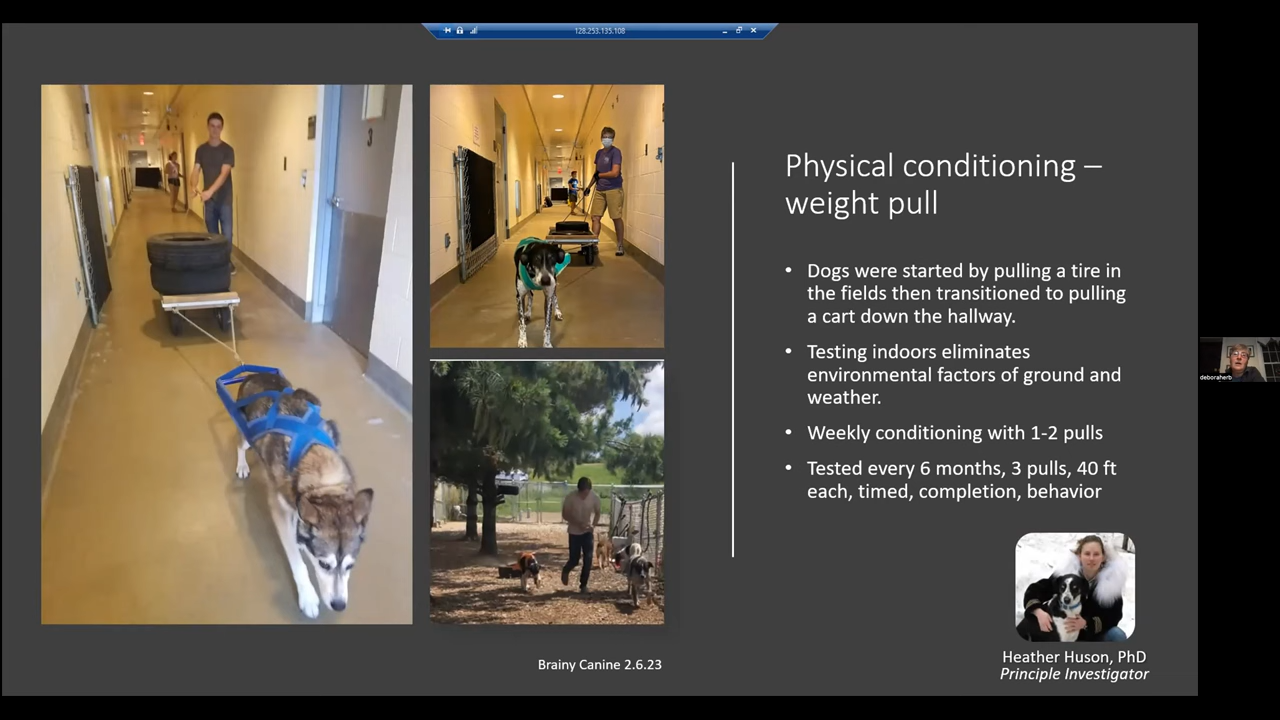 128.253.135.108
3
Physical conditioning –
weight pull
• Dogs were started by pulling a tire in
the fields then transitioned to pulling
a cart down the hallway.
• Testing indoors eliminates
environmental factors of ground and
weather.
• Weekly conditioning with 1-2 pulls
• Tested every 6 months, 3 pulls, 40 ft
each, timed, completion, behavior
deboraherb
Heather Huson, PhD
Principle Investigator
Brainy Canine 2.6.23